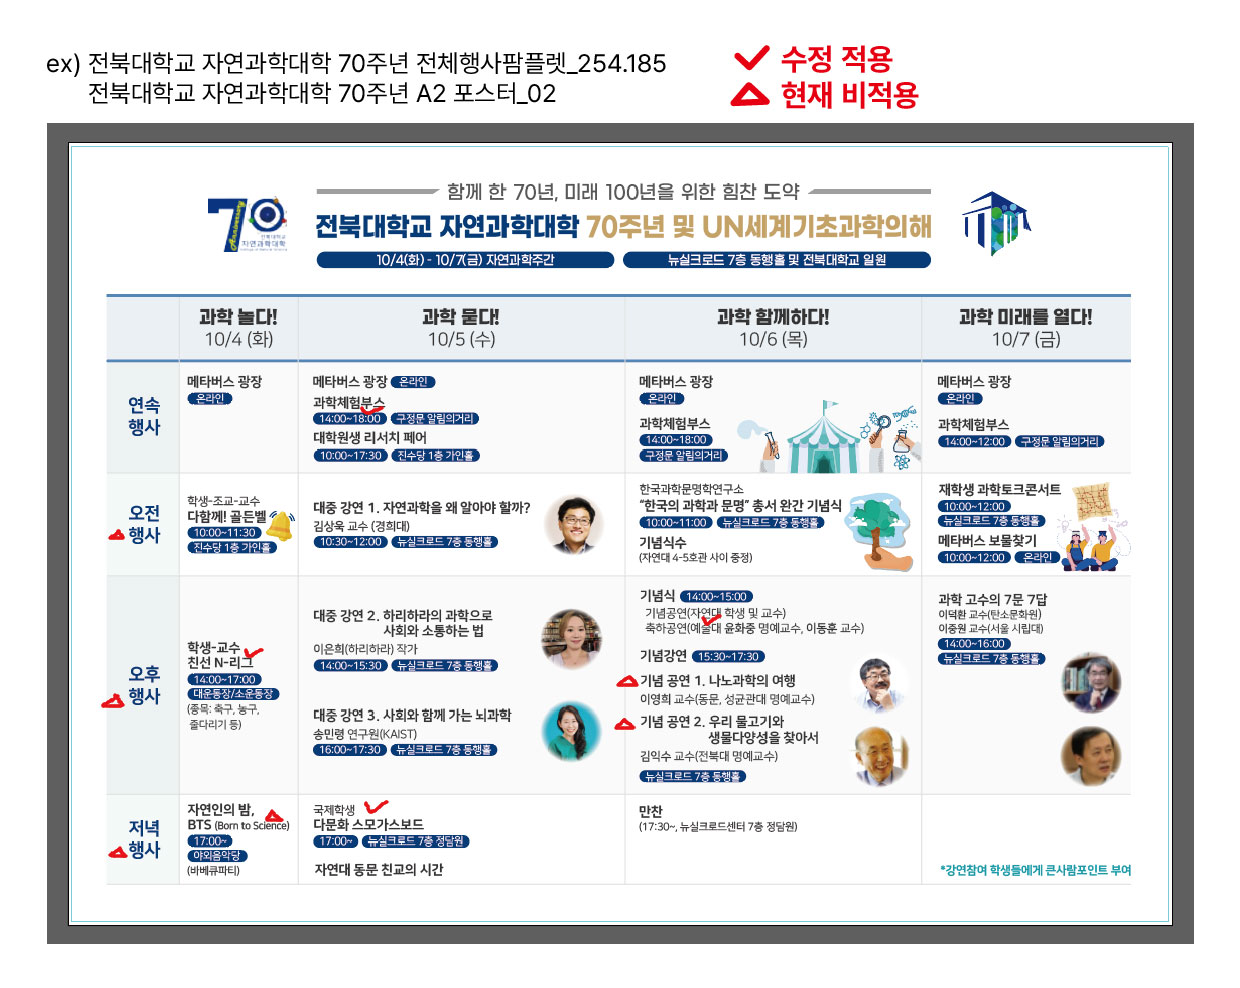 ex) 전북대학교 자연과학대학 70주년 전체행사팜플렛_254.185
전북대학교 자연과학대학 70주년 A2 포스터_02
수정 적용
현재 비적용
함께 한 70년, 미래 100년을 위한 힘찬 도약
70 Anniversary
전북대학교
자연과학대학
전북대학교 자연과학대학 70주년 및 UN세계기초과학의해
10/4(화) - 10/7(금) 자연과학주간
뉴실크로드 7층 동행홀 및 전북대학교 일원
과학 놀다!
10/4 (화)
과학 묻다!
10/5 (수)
과학 함께하다!
10/6 (목)
과학 미래를 열다!
10/7 (금)
연속
행사
메타버스 광장
온라인
메타버스 광장 온라인
과학체험부스
14:00~18:00 구정문 알림의거리
대학원생 리서치 페어
10:00~17:30 진수당 1층 가인홀
메타버스 광장
온라인
과학체험부스
14:00~18:00
구정문 알림의거리
메타버스 광장
온라인
과학체험부스
14:00~12:00 구정문 알림의거리
오전
행사
학생-조교-교수
다함께! 골든벨
10:00~11:30
진수당 1층 가인홀
대중 강연 1. 자연과학을 왜 알아야 할까?
김상욱 교수 (경희대)
10:30~12:00 뉴실크로드 7층 동행홀
한국과학문명학연구소
“한국의 과학과 문명” 총서 완간 기념식
10:00~11:00 뉴실크로드 7층 동행홀
기념식수
(자연대 4-5호관 사이 중정)
재학생 과학토크콘서트
10:00~12:00
뉴실크로드 7층 동행홀
메타버스 보물찾기
10:00~12:00 온라인
오후
행사
학생-교수
친선 N-리그
14:00~17:00
대운동장/소운동장
(종목: 축구, 농구,
줄다리기 등)
대중 강연 2. 하리하라의 과학으로
사회와 소통하는 법
이은희(하리하라) 작가
14:00~15:30 뉴실크로드 7층 동행홀
대중 강연 3. 사회와 함께 가는 뇌과학
송민령 연구원(KAIST)
16:00~17:30 뉴실크로드 7층 동행홀
기념식 14:00~15:00
기념공연(자연대 학생 및 교수)
축하공연(예술대 윤화중 명예교수, 이동훈 교수)
기념강연 15:30~17:30
기념 공연 1. 나노과학의 여행
이영희 교수(동문, 성균관대 명예교수)
기념 공연 2. 우리 물고기와
생물다양성을 찾아서
김익수 교수(전북대 명예교수)
뉴실크로드 7층 동행홀
과학 고수의 7문 7답
이덕환 교수(탄소문화원)
이중원 교수(서울 시립대)
14:00~16:00
뉴실크로드 7층 동행홀
저녁
행사
자연인의 밤,
BTS (Born to Science)
17:00~
야외음악당
(바베큐파티)
국제학생
다문화 스모가스보드
17:00~ 뉴실크로드 7층 정담원
자연대 동문 친교의 시간
만찬
(17:30~, 뉴실크로드센터 7층 정담원)
*강연참여 학생들에게 큰사람포인트 부여